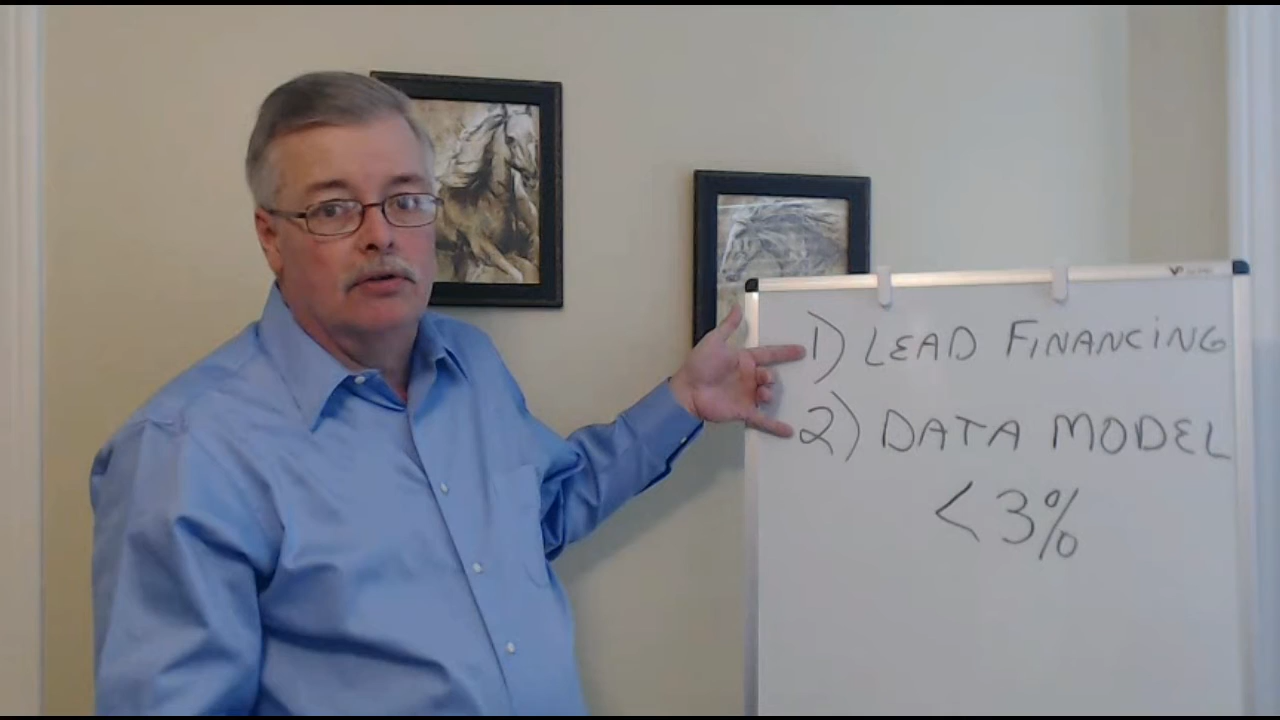 1) LEAD FINANCING
2) DATA MODEL
< 3%